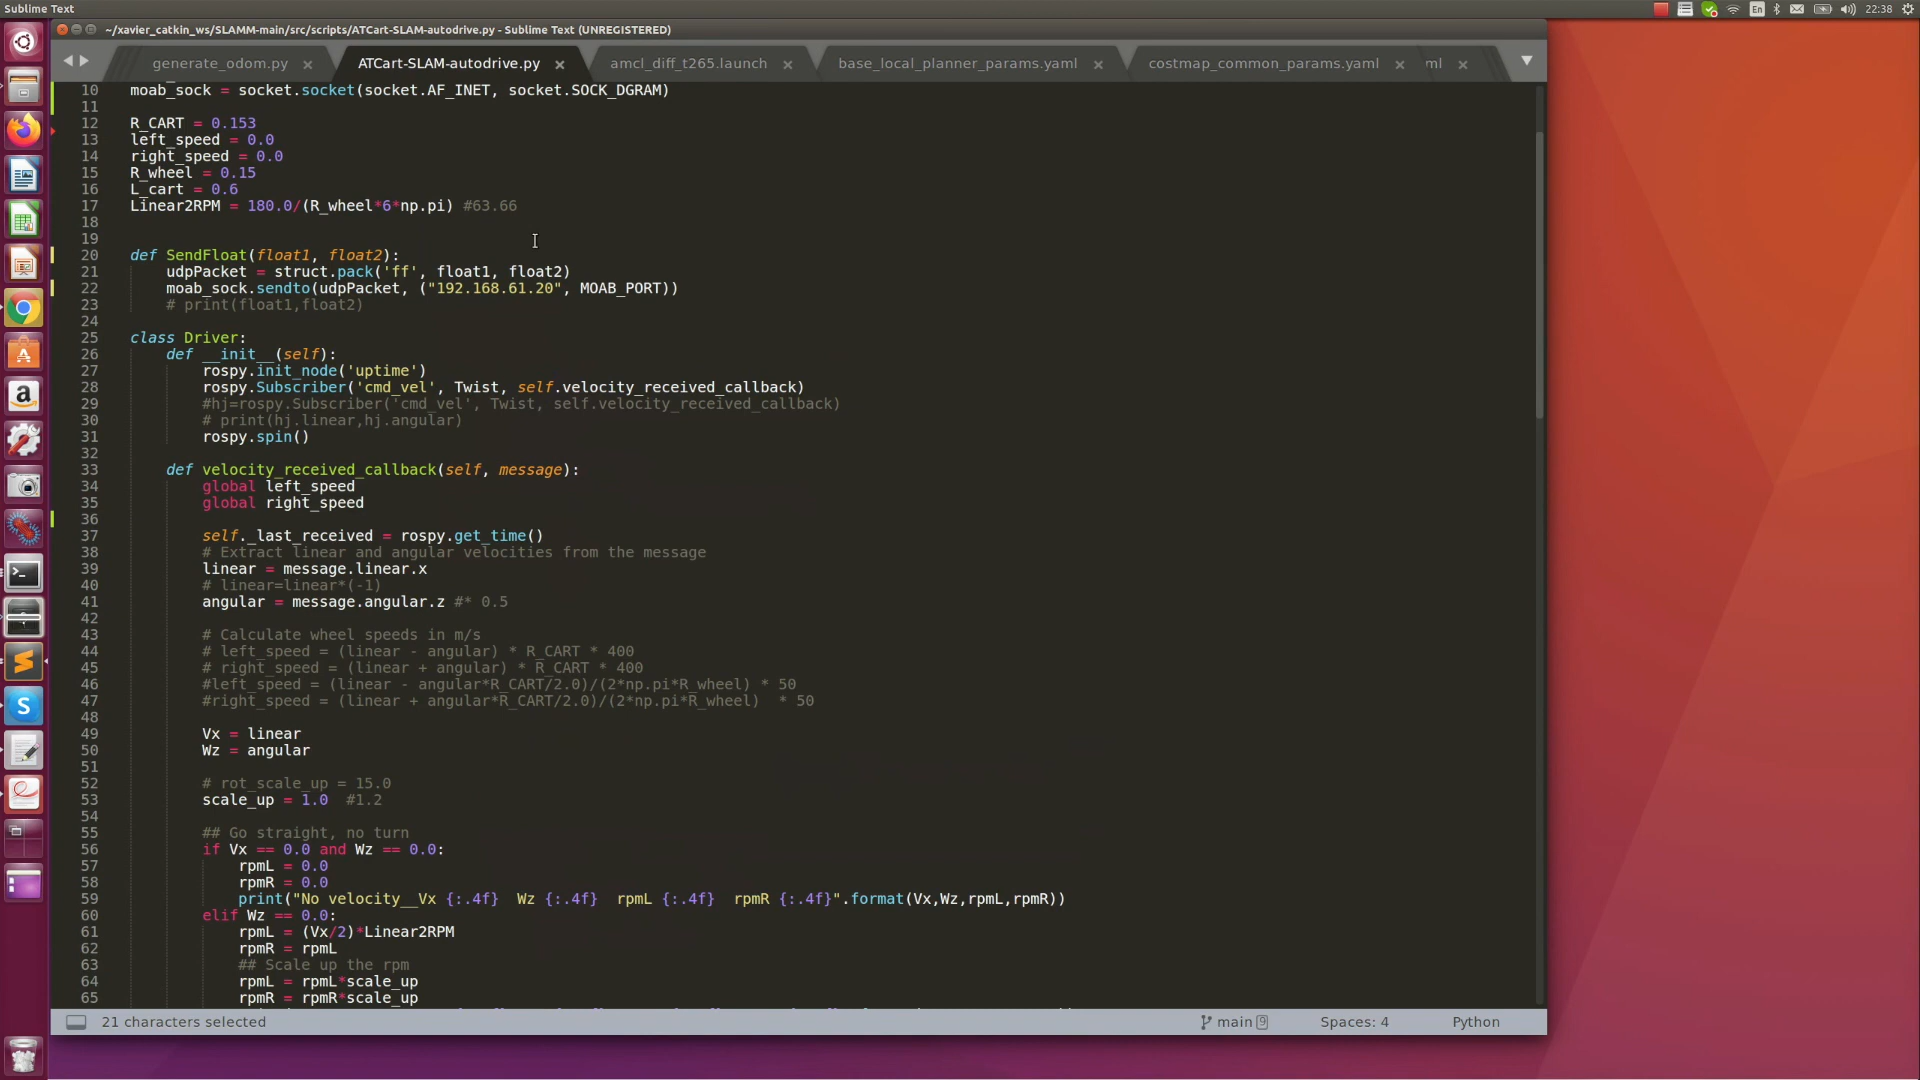 Sublime Text
En
22:38
~/xavier_catkin_ws/SLAMM-main/src/scripts/ATCart-SLAM-autodrive.py - Sublime Text (UNREGISTERED)
generate_odom.py
ATCart-SLAM-autodrive.py
amcl_diff_t265.launch
base_local_planner_params.yaml
costmap_common_params.yaml
ml
10 moab_sock = socket.socket(socket.AF_INET, socket.SOCK_DGRAM)
11
12 R_CART = 0.153
13 left_speed = 0.0
14 right_speed = 0.0
15 R_wheel = 0.15
16 L_cart = 0.6
17 Linear2RPM = 180.0/(R_wheel*6*np.pi) #63.66
18
19
20 def SendFloat(float1, float2):
21 udpPacket = struct.pack('ff', float1, float2)
22 moab_sock.sendto(udpPacket, ("192.168.61.20", MOAB_PORT))
23 # print(float1,float2)
24
25 class Driver:
26 def __init__(self):
27 rospy.init_node('uptime')
28 rospy.Subscriber('cmd_vel', Twist, self.velocity_received_callback)
29 #hj=rospy.Subscriber('cmd_vel', Twist, self.velocity_received_callback)
30 # print(hj.linear,hj.angular)
31 rospy.spin()
32
33 def velocity_received_callback(self, message):
34 global left_speed
35 global right_speed
36
37 self._last_received = rospy.get_time()
38 # Extract linear and angular velocities from the message
39 linear = message.linear.x
40 # linear=linear*(-1)
41 angular = message.angular.z #* 0.5
42
43 # Calculate wheel speeds in m/s
44 # left_speed = (linear - angular) * R_CART * 400
45 # right_speed = (linear + angular) * R_CART * 400
46 #left_speed = (linear - angular*R_CART/2.0)/(2*np.pi*R_wheel) * 50
47 #right_speed = (linear + angular*R_CART/2.0)/(2*np.pi*R_wheel)  * 50
48
49 Vx = linear
50 Wz = angular
51
52 # rot_scale_up = 15.0
53 scale_up = 1.0  #1.2
54
55 ## Go straight, no turn
56 if Vx == 0.0 and Wz == 0.0:
57 rpmL = 0.0
58 rpmR = 0.0
59 print("No velocity__Vx {:.4f}  Wz {:.4f}  rpmL {:.4f}  rpmR {:.4f}".format(Vx,Wz,rpmL,rpmR))
60 elif Wz == 0.0:
61 rpmL = (Vx/2)*Linear2RPM
62 rpmR = rpmL
63 ## Scale up the rpm
64 rpmL = rpmL*scale_up
65 rpmR = rpmR*scale_up
21 characters selected
main 9
Spaces: 4
Python